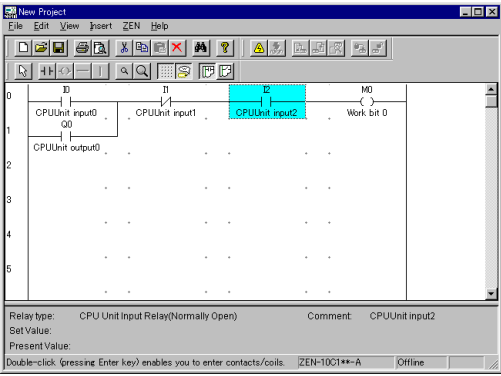 New Project
File Edit View Insert ZEN Help
I0 I1 I2 M0
0
CPUUnit input0 CPUUnit input1 CPUUnit input2 Work bit 0
Q0
1
CPUUnit output0
2
3
4
5
Relay type: CPU Unit Input Relay(Normally Open) Comment: CPUUnit input2
Set Value:
Present Value:
Double-click (pressing Enter key) enables you to enter contacts/coils. ZEN-10C1**-A Offline